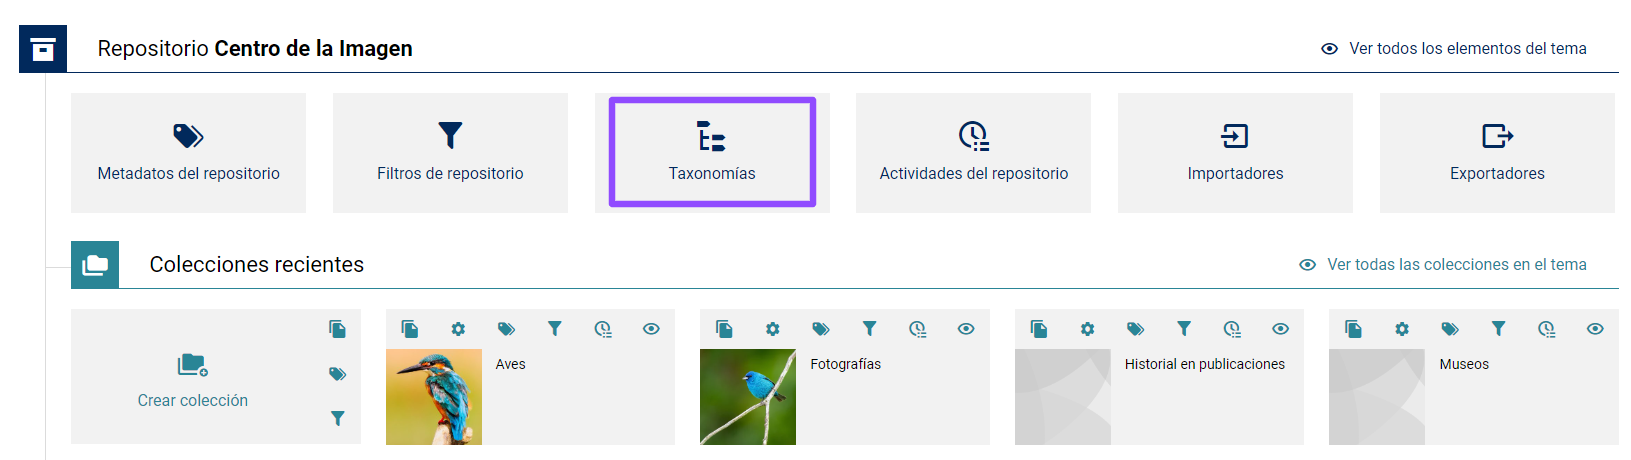 Repositorio Centro de la Imagen
Ver todos los elementos del tema
Metadatos del repositorio
Filtros de repositorio
Taxonomías
Actividades del repositorio
Importadores
Exportadores
Colecciones recientes
Ver todas las colecciones en el tema
Crear colección
Aves
Fotografías
Historial en publicaciones
Museos